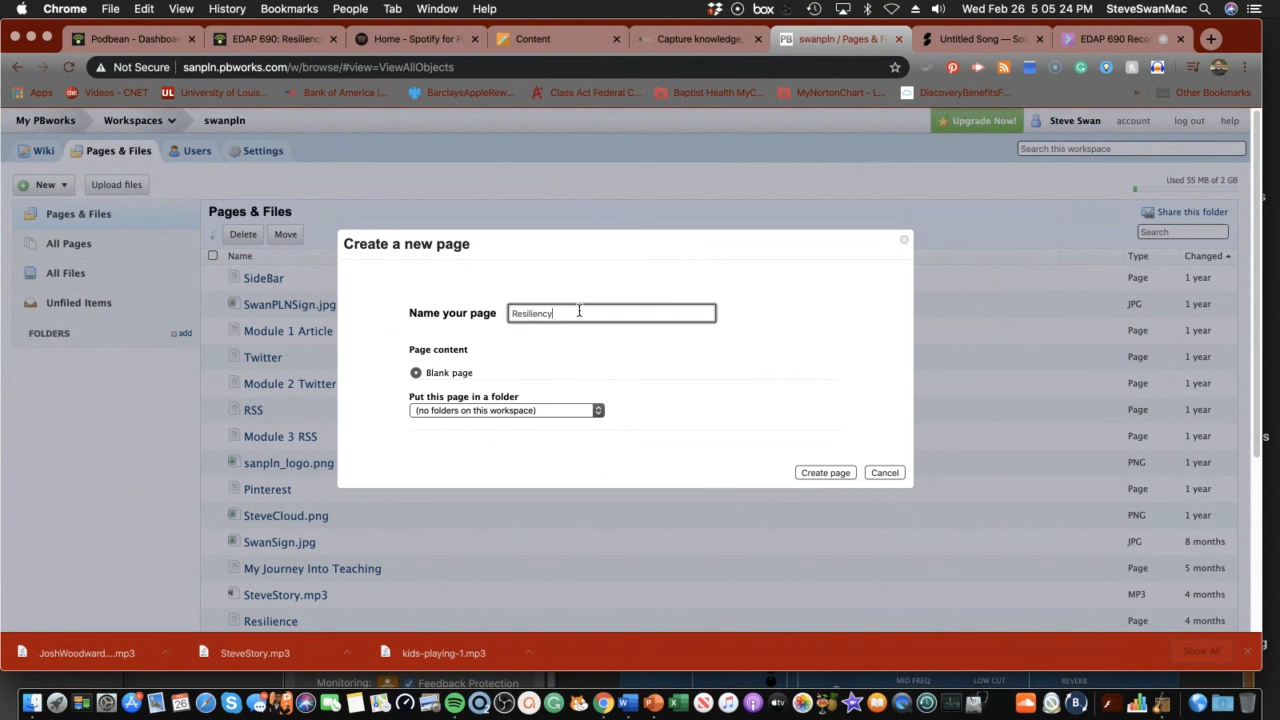 Chrome File Edit View History Bookmarks People Tab Window Help box Wed Feb 26 5:05:24 PM SteveSwanMac
Podbean - Dashboa EDAP 690: Resilienc Home - Spotify for P Content Capture knowledge, swanpln / Pages & F Untitled Song — Sou EDAP 690 Reco
Not Secure swanpln.pbworks.com/w/browse/#view=ViewAllObjects
Apps Videos - CNET University of Louis... Bank of America |... BarclaysAppleRew... Class Act Federal C... Baptist Health MyC... MyNortonChart – L... DiscoveryBenefitsF... » Other Bookmarks
My PBworks Workspaces swanpln Upgrade Now! Steve Swan account log out help
Wiki Pages & Files Users Settings Search this workspace
New Upload files Used 55 MB of 2 GB
Pages & Files Pages & Files Share this folder
Delete Move Create a new page Search
All Pages Name Type Changed
All Files SideBar Page 1 year
Unfiled Items SwanPLNSign.jpg Name your page Resiliency JPG 1 year
FOLDERS add Module 1 Article Page 1 year
Page content
Twitter Page 1 year
Blank page
Module 2 Twitter Page 1 year
Put this page in a folder
RSS (no folders on this workspace) Page 1 year
Module 3 RSS Page 1 year
sanpln_logo.png PNG 1 year
Create page Cancel
Pinterest Page 1 year
SteveCloud.png PNG 1 year
SwanSign.jpg JPG 8 months
My Journey Into Teaching Page 5 months
SteveStory.mp3 MP3 4 months
Resilience Page 4 months
JoshWoodward....mp3 SteveStory.mp3 kids-playing-1.mp3 Show All
Monitoring: Feedback Protection MID FREQ LOW CUT REVERB